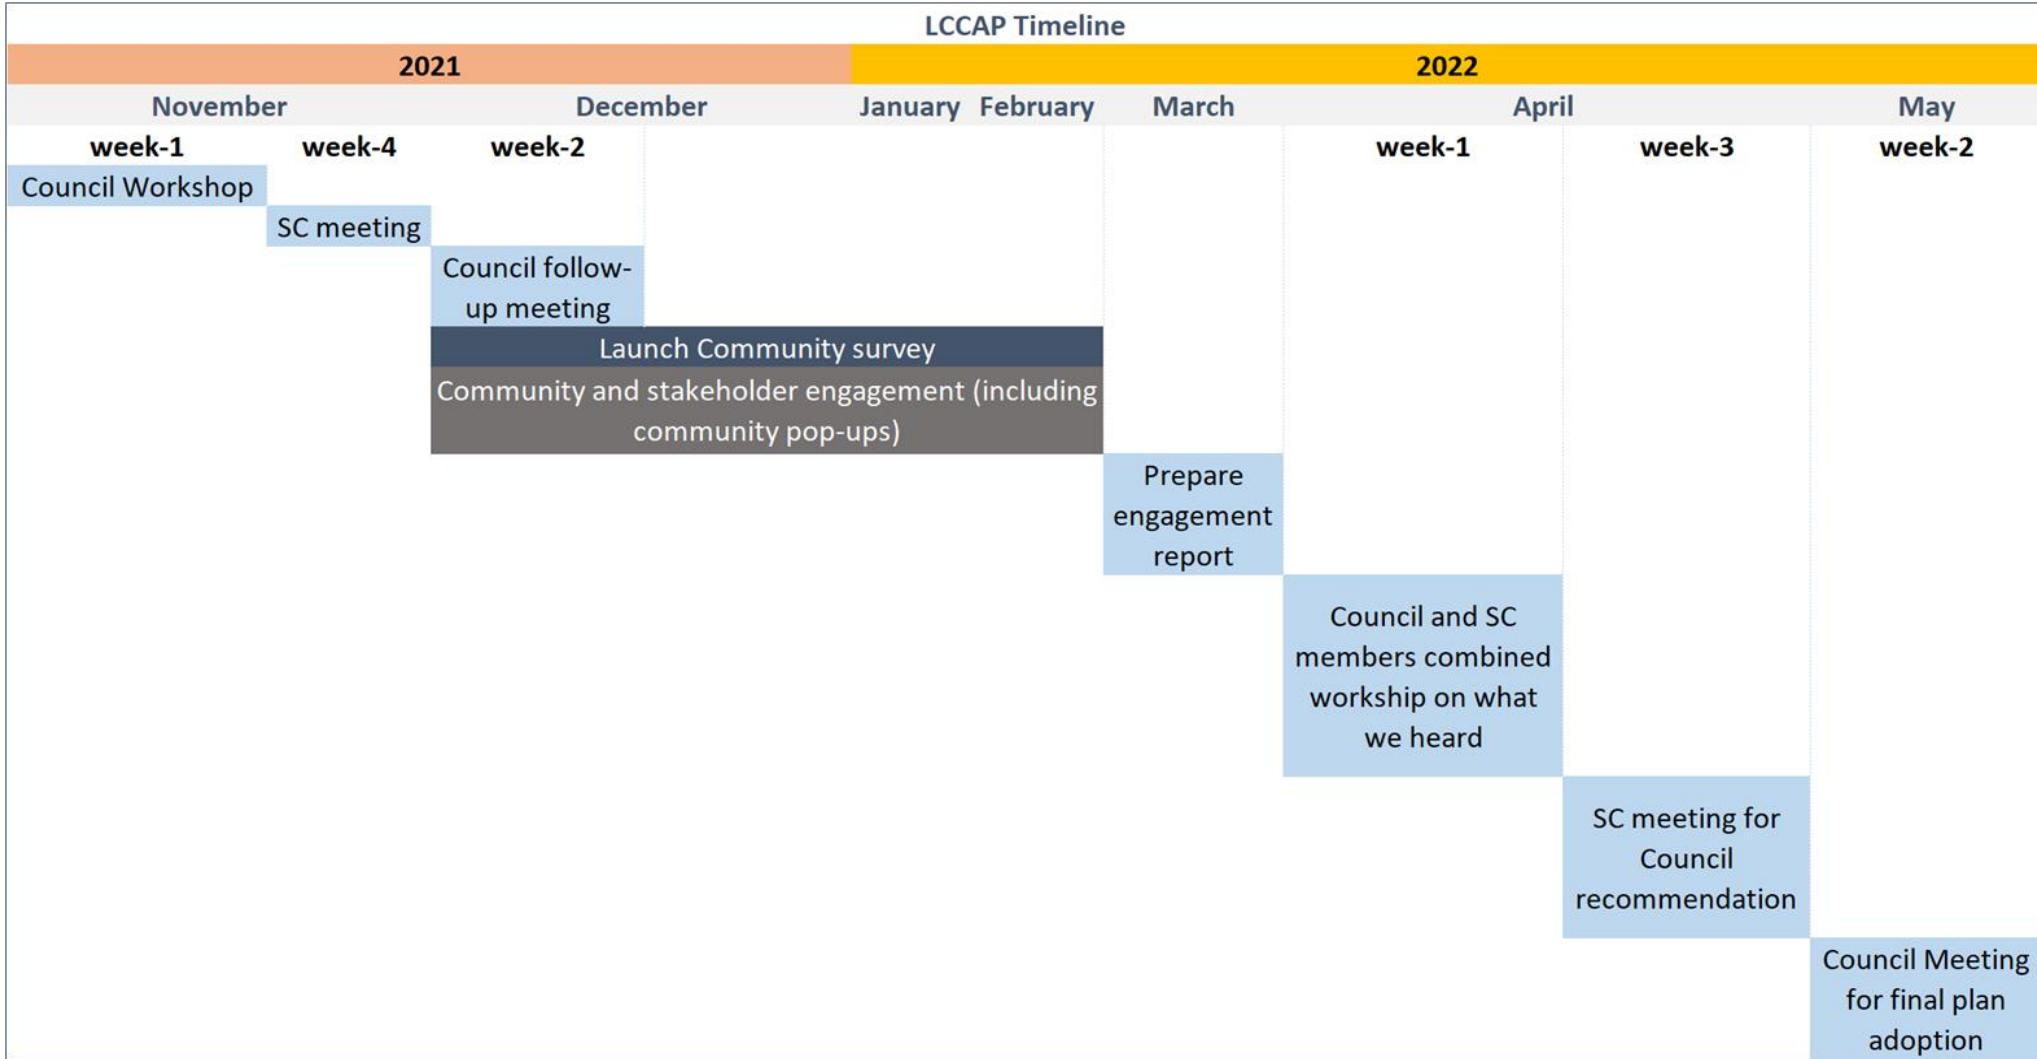 LCCAP Timeline
2021 2022
November December January February March April May
week-1 week-4 week-2 week-1 week-3 week-2
Council Workshop
SC meeting
Council follow-
up meeting
Launch Community survey
Community and stakeholder engagement (including
community pop-ups)
Prepare
engagement
report
Council and SC
members combined
workship on what
we heard
SC meeting for
Council
recommendation
Council Meeting
for final plan
adoption